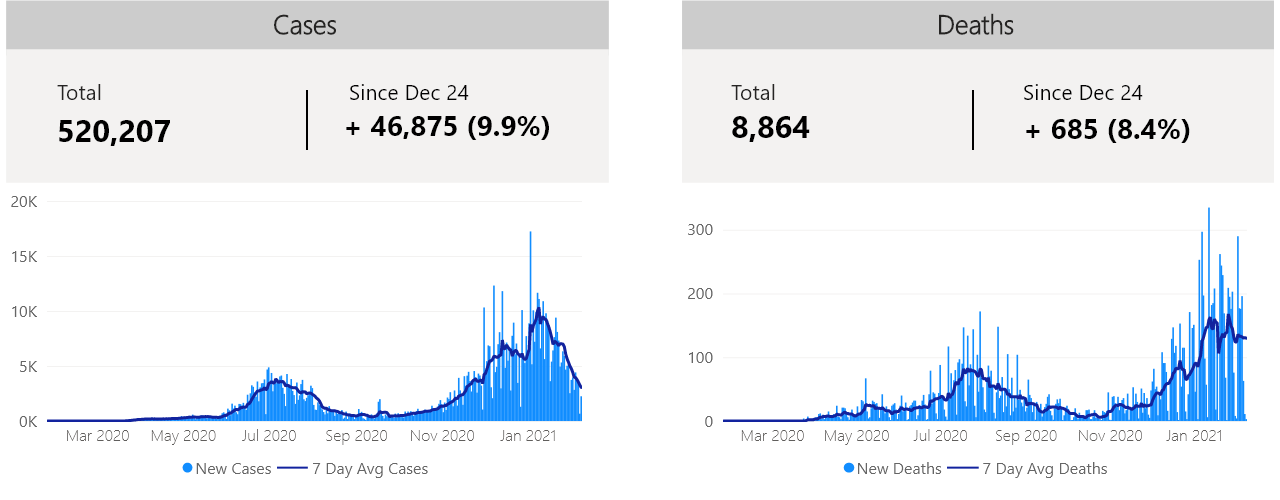 Cases
Total
Since Dec 24
520,207
+ 46,875 (9.9%)
20K
15K
10K
5K
0K
Mar 2020 May 2020 Jul 2020 Sep 2020 Nov 2020 Jan 2021
New Cases 7 Day Avg Cases
Deaths
Total
Since Dec 24
8,864
+ 685 (8.4%)
300
200
100
0
Mar 2020 May 2020 Jul 2020 Sep 2020 Nov 2020 Jan 2021
New Deaths 7 Day Avg Deaths